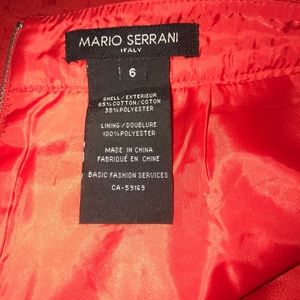 MARIO SERRANI
ITALY
6
SHELL/EXTERIEUR
65%COTTON/COTON
35%POLYESTER
LINING/DOUBLURE
100%POLYESTER
MADE IN CHINA
FABRIQUÉ EN CHINE
BASIC FASHION SERVICES
CA-59169